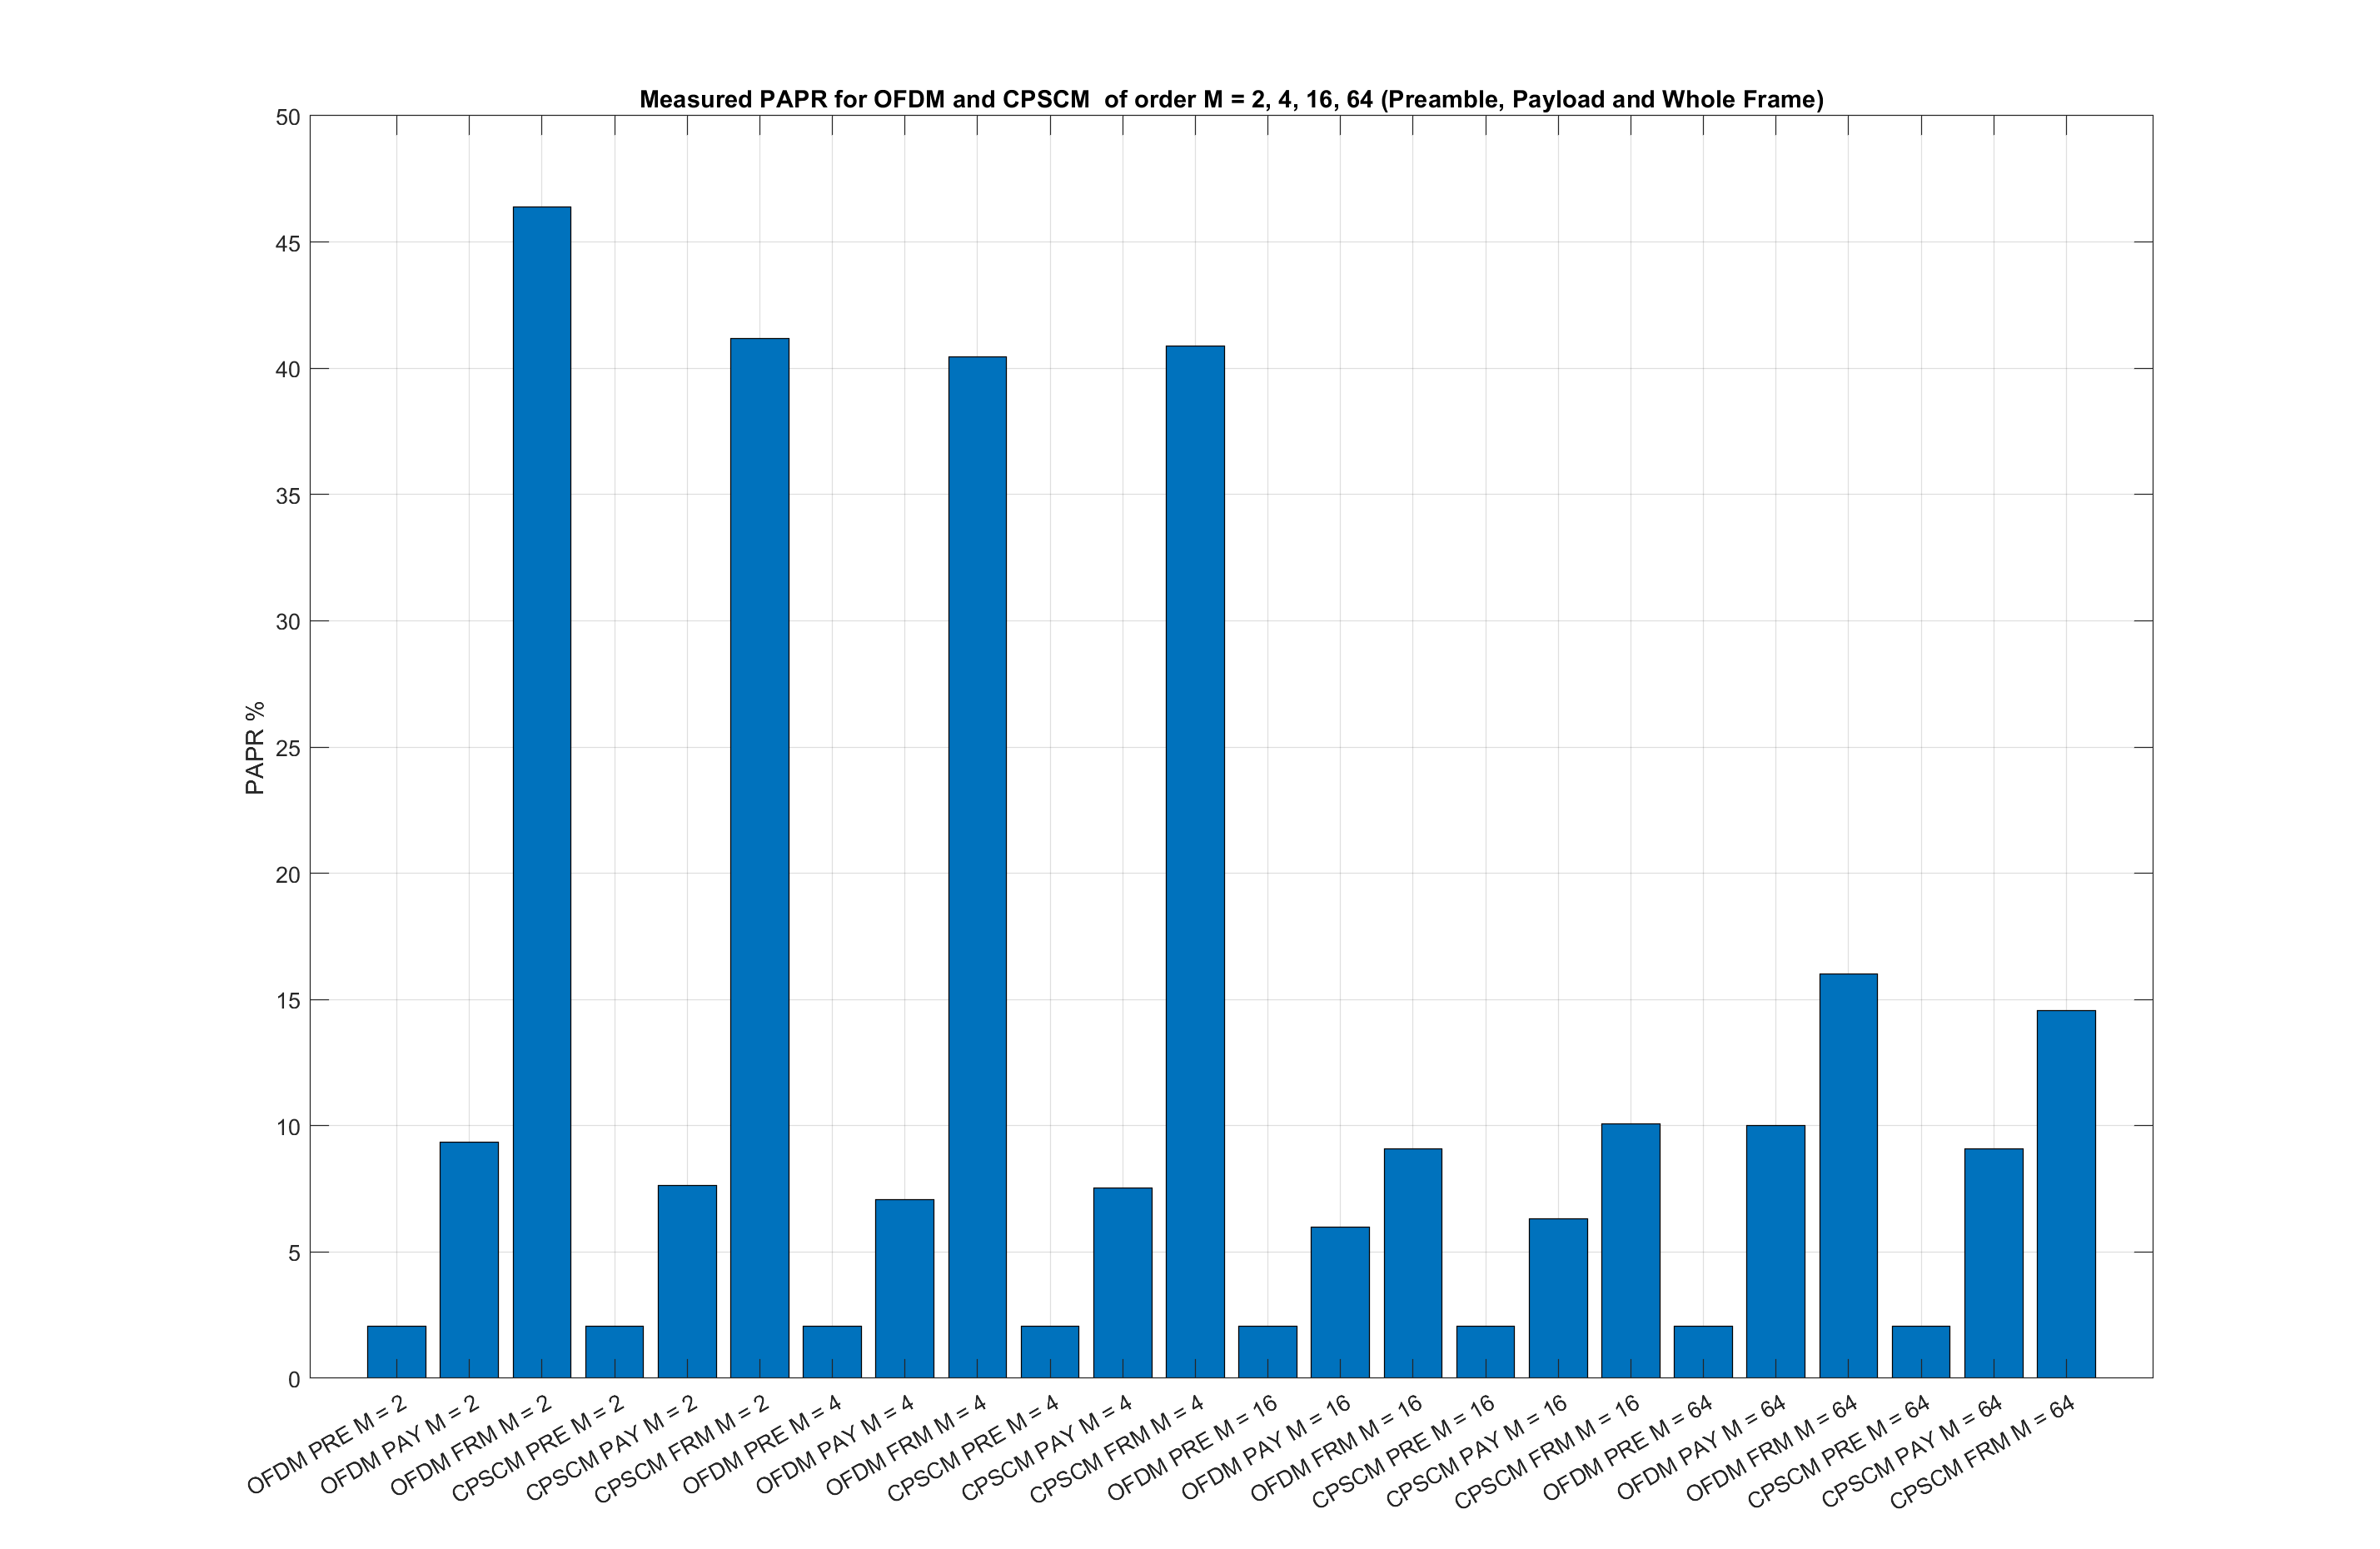 Measured PAPR for OFDM and CPSCM  of order M = 2, 4, 16, 64 (Preamble, Payload and Whole Frame)
PAPR %
50
45
40
35
30
25
20
15
10
5
0
OFDM PRE M = 2
OFDM PAY M = 2
OFDM FRM M = 2
CPSCM PRE M = 2
CPSCM PAY M = 2
CPSCM FRM M = 2
OFDM PRE M = 4
OFDM PAY M = 4
OFDM FRM M = 4
CPSCM PRE M = 4
CPSCM PAY M = 4
CPSCM FRM M = 4
OFDM PRE M = 16
OFDM PAY M = 16
OFDM FRM M = 16
CPSCM PRE M = 16
CPSCM PAY M = 16
CPSCM FRM M = 16
OFDM PRE M = 64
OFDM PAY M = 64
OFDM FRM M = 64
CPSCM PRE M = 64
CPSCM PAY M = 64
CPSCM FRM M = 64